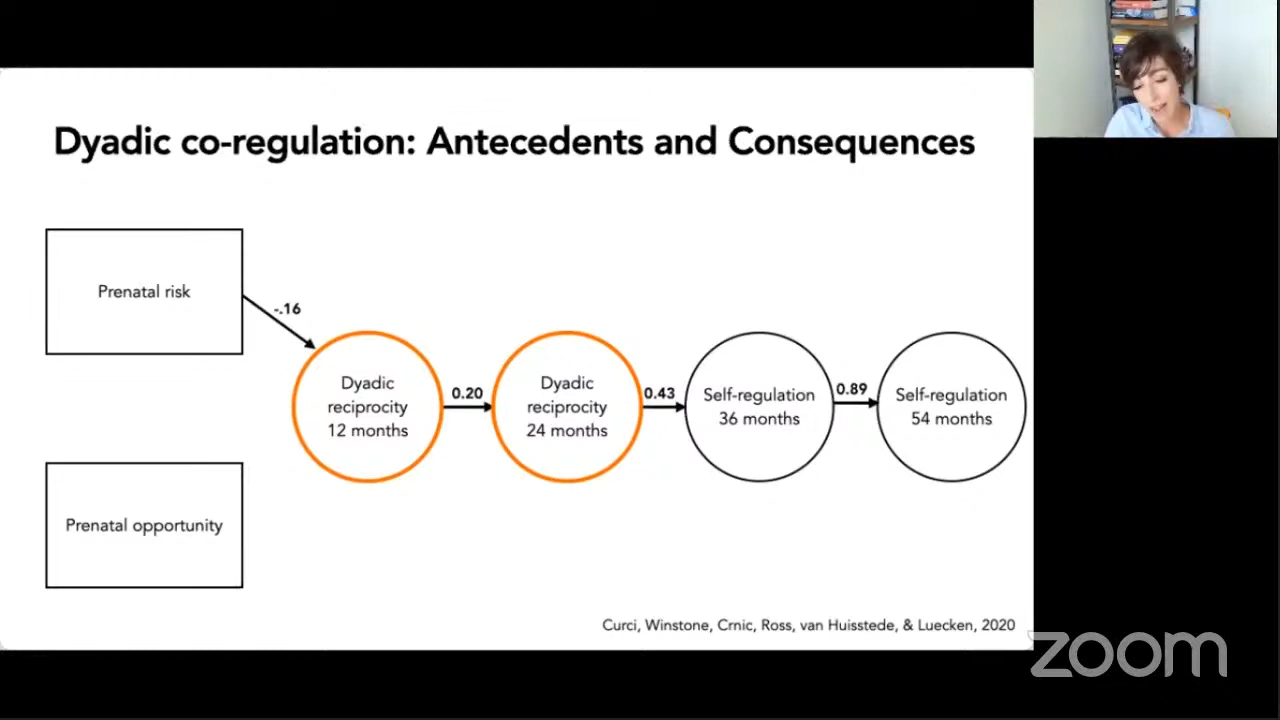 Dyadic co-regulation: Antecedents and Consequences
Prenatal risk
-.16
Dyadic
reciprocity
12 months
0.20
Dyadic
reciprocity
24 months
0.43
Self-regulation
36 months
0.89
Self-regulation
54 months
Prenatal opportunity
Curci, Winstone, Crnic, Ross, van Huisstede, & Luecken, 2020
zoom